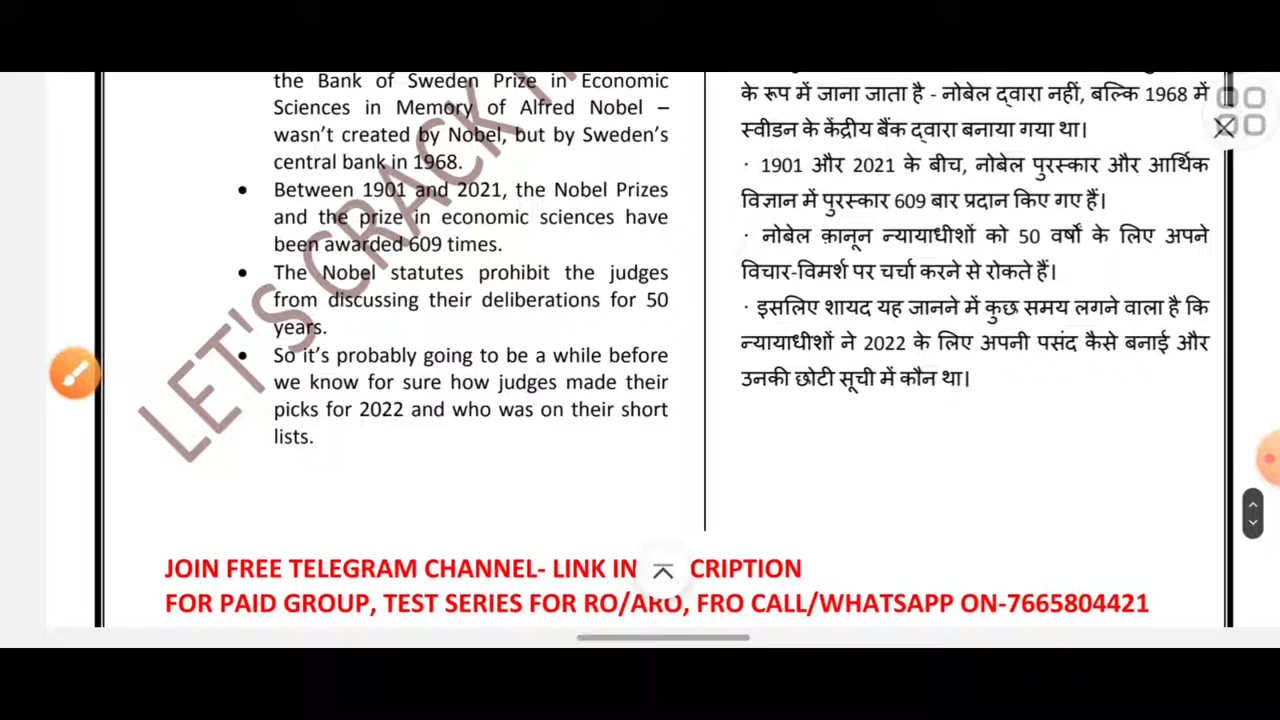 the Bank of Sweden Prize in Economic
Sciences in Memory of Alfred Nobel –
wasn't created by Nobel, but by Sweden's
central bank in 1968.
• Between 1901 and 2021, the Nobel Prizes
and the prize in economic sciences have
been awarded 609 times.
• The Nobel statutes prohibit the judges
from discussing their deliberations for 50
years.
• So it's probably going to be a while before
we know for sure how judges made their
picks for 2022 and who was on their short
lists.
के रूप में जाना जाता है - नोबेल द्वारा नहीं, बल्कि 1968 में
स्वीडन के केंद्रीय बैंक द्वारा बनाया गया था।
· 1901 और 2021 के बीच, नोबेल पुरस्कार और आर्थिक
विज्ञान में पुरस्कार 609 बार प्रदान किए गए हैं।
· नोबेल क़ानून न्यायाधीशों को 50 वर्षों के लिए अपने
विचार-विमर्श पर चर्चा करने से रोकते हैं।
· इसलिए शायद यह जानने में कुछ समय लगने वाला है कि
न्यायाधीशों ने 2022 के लिए अपनी पसंद कैसे बनाई और
उनकी छोटी सूची में कौन था।
LET'S CRACK
JOIN FREE TELEGRAM CHANNEL- LINK IN CRIPTION
FOR PAID GROUP, TEST SERIES FOR RO/ARO, FRO CALL/WHATSAPP ON-7665804421